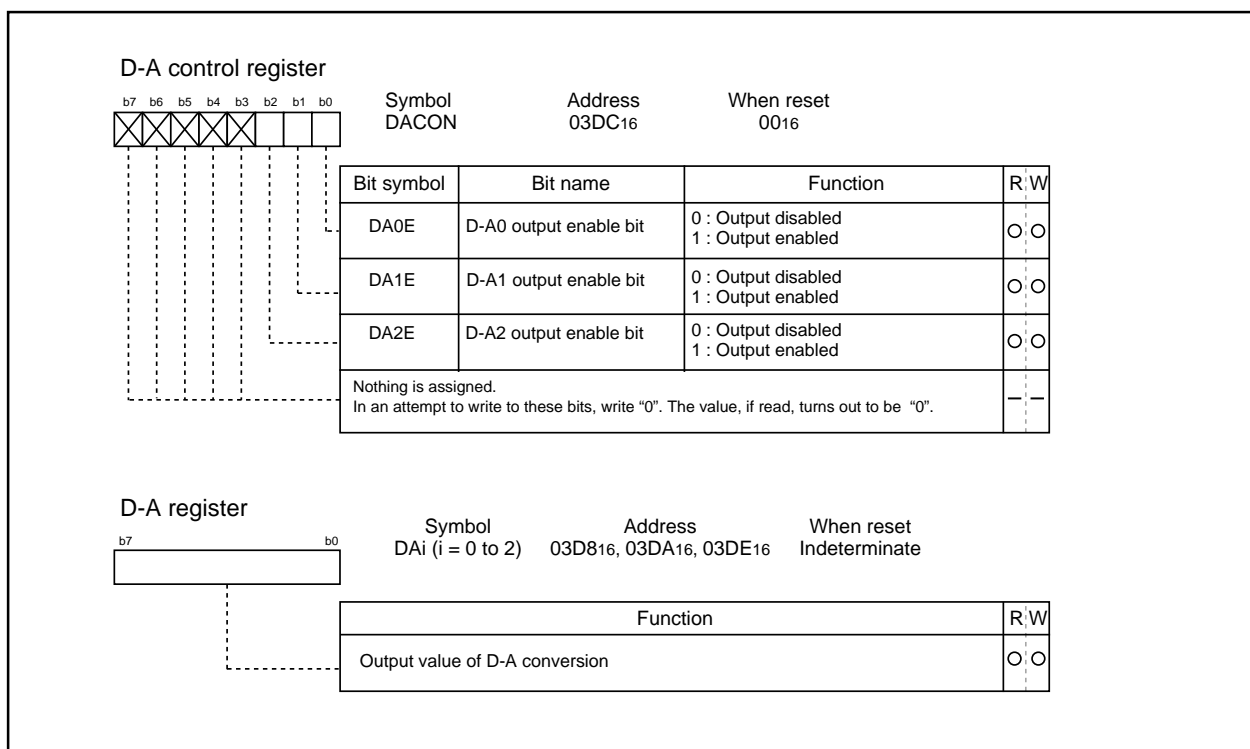 D-A control register
b7 b6 b5 b4 b3 b2 b1 b0
Symbol Address When reset
DACON 03DC16 0016
Bit symbol Bit name Function R W
DA0E D-A0 output enable bit 0 : Output disabled
1 : Output enabled
DA1E D-A1 output enable bit 0 : Output disabled
1 : Output enabled
DA2E D-A2 output enable bit 0 : Output disabled
1 : Output enabled
Nothing is assigned.
In an attempt to write to these bits, write “0”. The value, if read, turns out to be “0”.
D-A register
b7 b0
Symbol Address When reset
DAi (i = 0 to 2) 03D816, 03DA16, 03DE16 Indeterminate
Function R W
Output value of D-A conversion